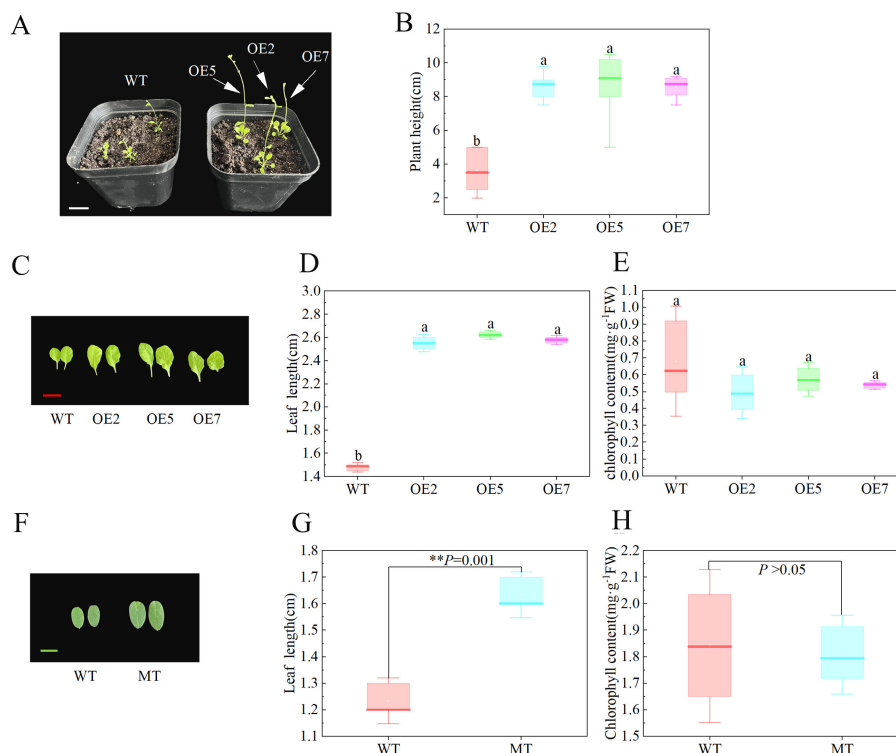 A
WT
OE5
OE2
OE7
B
Plant height(cm)
12
10
8
6
4
2
b
a
a
a
WT OE2 OE5 OE7
C
WT OE2 OE5 OE7
D
Leaf length(cm)
3.0
2.8
2.6
2.4
2.2
2.0
1.8
1.6
1.4
b
a
a
a
WT OE2 OE5 OE7
E
chlorophyll contemt(mg·g⁻¹FW)
1.1
1.0
0.9
0.8
0.7
0.6
0.5
0.4
0.3
0.2
0.1
0.0
a
a
a
a
WT OE2 OE5 OE7
F
WT MT
G
Leaf length(cm)
1.8
1.7
1.6
1.5
1.4
1.3
1.2
1.1
**P=0.001
WT MT
H
Chlorophyll content(mg·g⁻¹FW)
2.2
2.1
2.0
1.9
1.8
1.7
1.6
1.5
P >0.05
WT MT